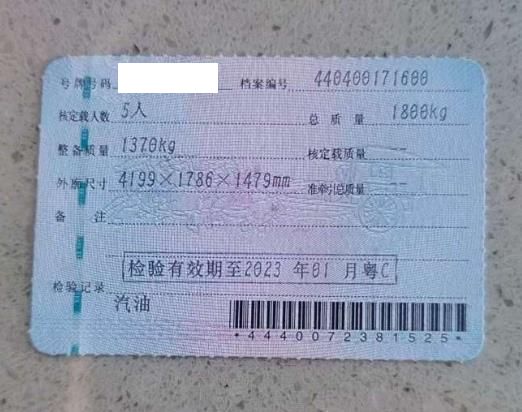 号牌号码 档案编号 440400171600
核定载人数 5人 总质量 1800kg
整备质量 1370kg 核定载质量 --
外廓尺寸 4199×1786×1479mm 准牵引总质量 --
备注
检验有效期至2023 年01 月粤C
检验记录
汽油
*4440072381525*